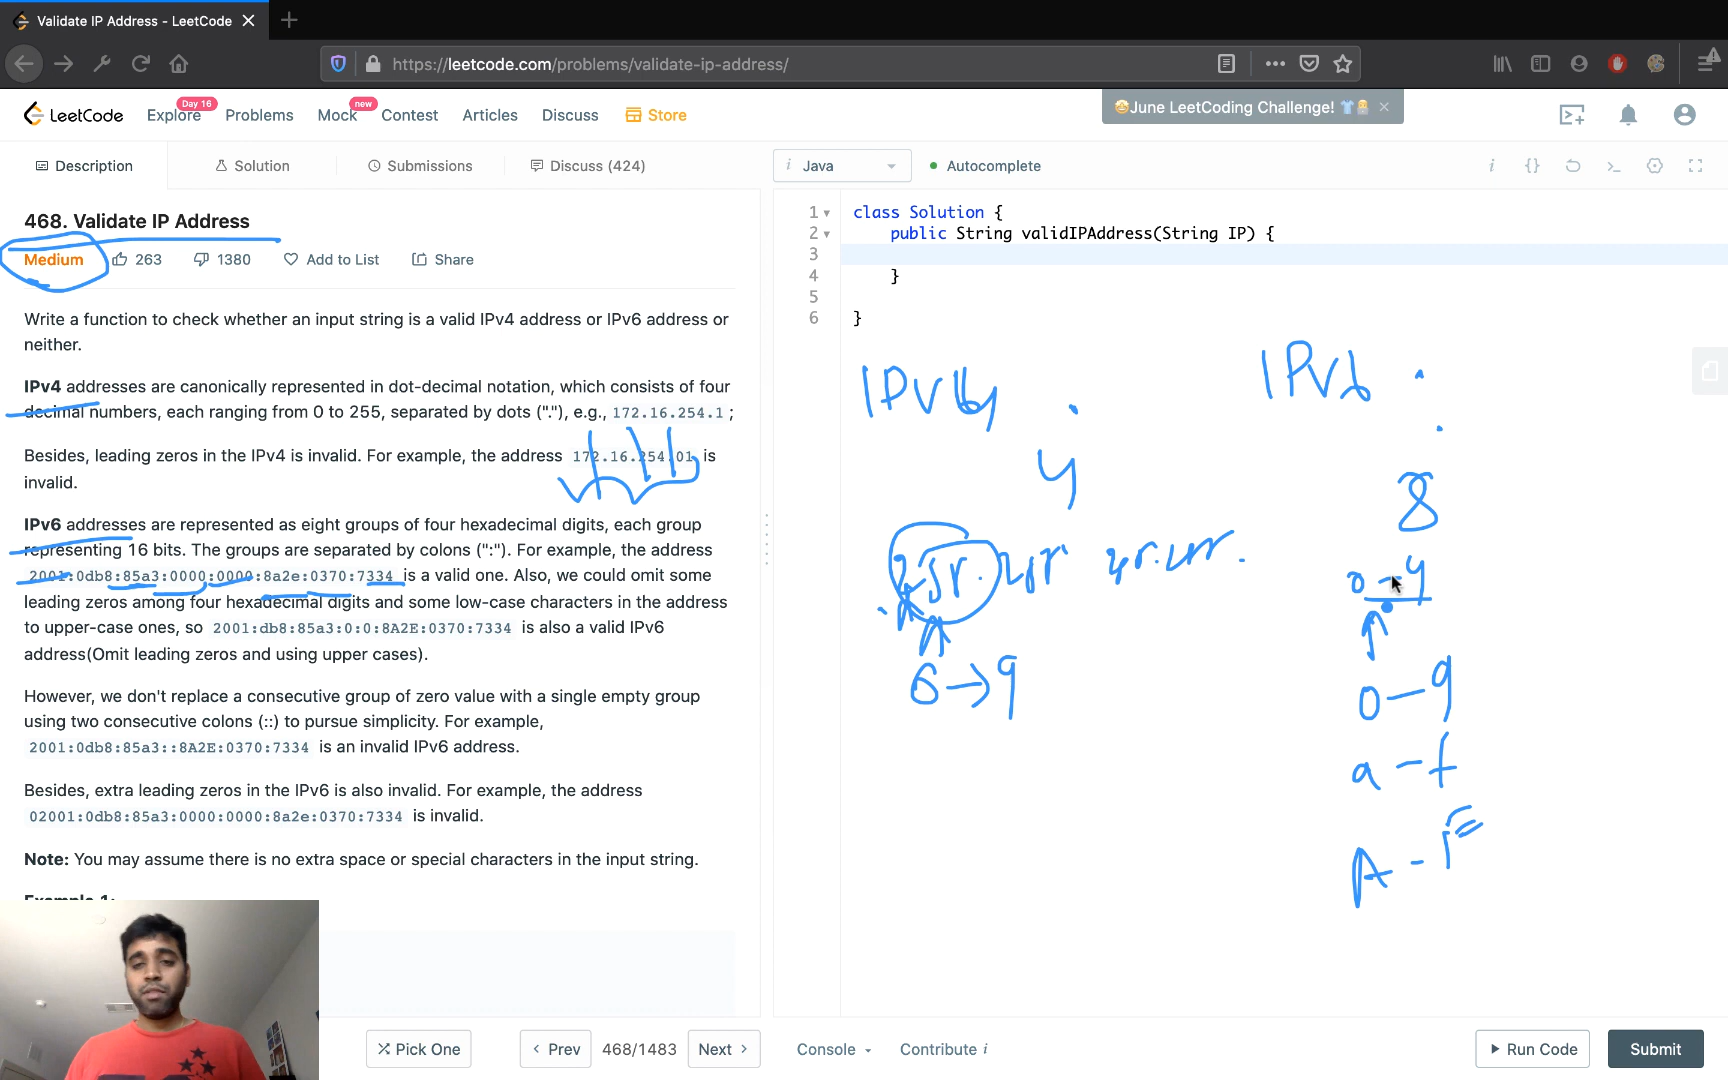 Validate IP Address - LeetCode
https://leetcode.com/problems/validate-ip-address/
LeetCode Explore Day 16 Problems Mock new Contest Articles Discuss Store
June LeetCoding Challenge!
Description Solution Submissions Discuss (424)
468. Validate IP Address
Medium 263 1380 Add to List Share
Write a function to check whether an input string is a valid IPv4 address or IPv6 address or
neither.
IPv4 addresses are canonically represented in dot-decimal notation, which consists of four
decimal numbers, each ranging from 0 to 255, separated by dots ("."), e.g., 172.16.254.1 ;
Besides, leading zeros in the IPv4 is invalid. For example, the address 172.16.254.01 is
invalid.
IPv6 addresses are represented as eight groups of four hexadecimal digits, each group
representing 16 bits. The groups are separated by colons (":"). For example, the address
2001:0db8:85a3:0000:0000:8a2e:0370:7334 is a valid one. Also, we could omit some
leading zeros among four hexadecimal digits and some low-case characters in the address
to upper-case ones, so 2001:db8:85a3:0:0:8A2E:0370:7334 is also a valid IPv6
address(Omit leading zeros and using upper cases).
However, we don't replace a consecutive group of zero value with a single empty group
using two consecutive colons (::) to pursue simplicity. For example,
2001:0db8:85a3::8A2E:0370:7334 is an invalid IPv6 address.
Besides, extra leading zeros in the IPv6 is also invalid. For example, the address
02001:0db8:85a3:0000:0000:8a2e:0370:7334 is invalid.
Note: You may assume there is no extra space or special characters in the input string.
Example 1:
Pick One Prev 468/1483 Next
Java Autocomplete
1 class Solution {
2 public String validIPAddress(String IP) {
3
4 }
5
6 }
IPv4 .
4
6 → 9
IPv6 :
8
0 - 4
0 - 9
a - f
A - F
Console Contribute i
Run Code Submit